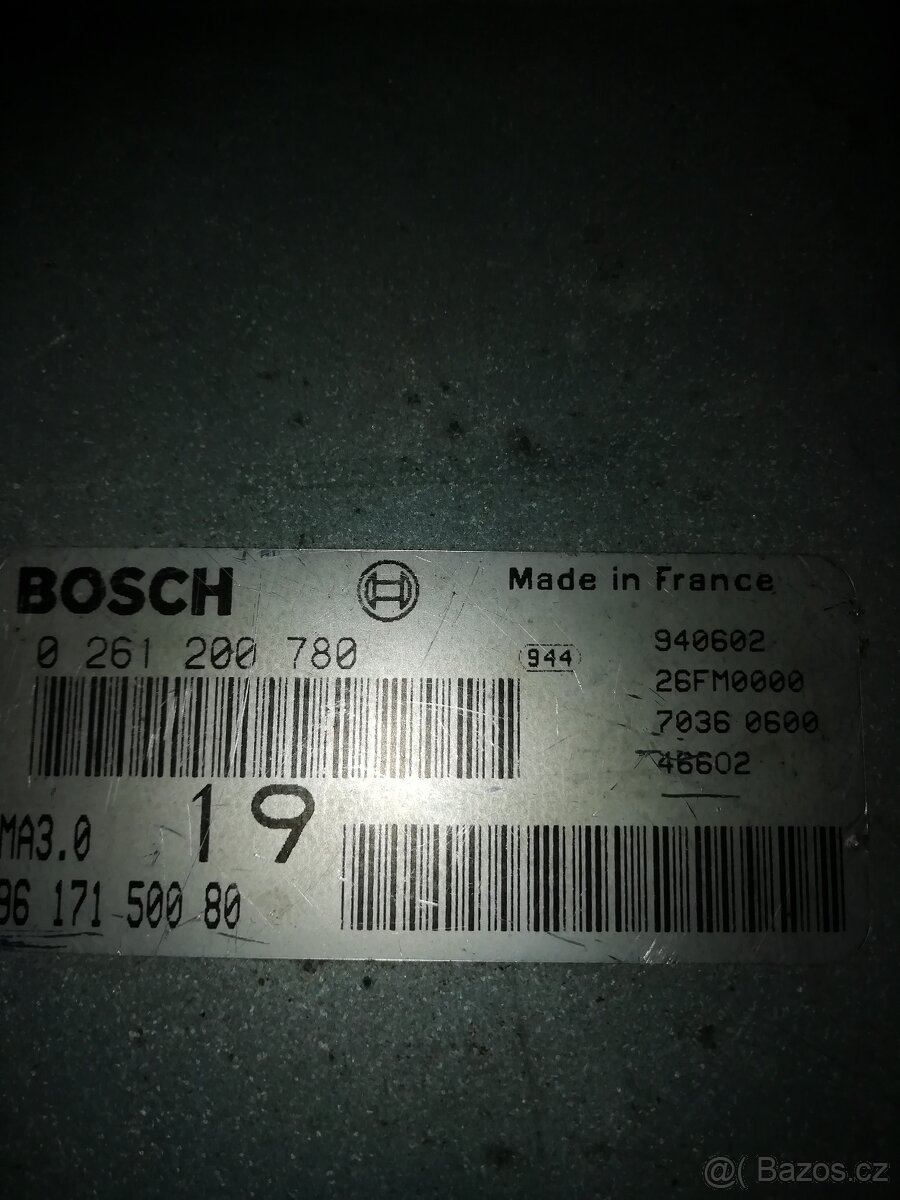 BOSCH
Made in France
0 261 200 780
944
940602
26FM0000
7036 0600
46602
19
MA3.0
96 171 500 80
@( Bazos.cz